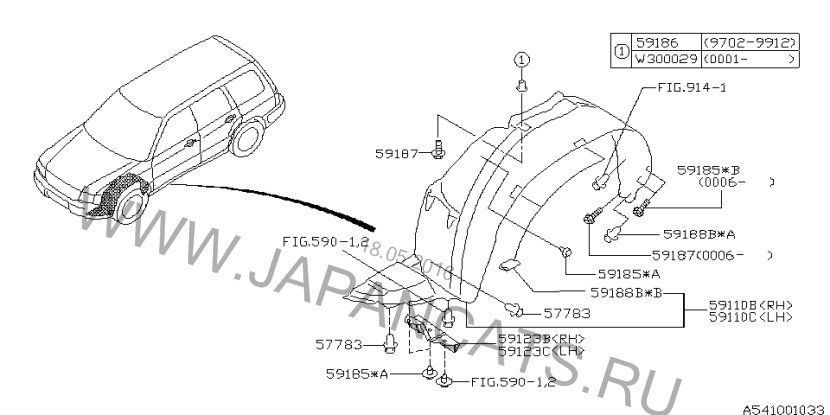 1 59186 (9702-9912)
W300029 (0001- )
1
FIG.914-1
59187
59185*B
(0006- )
59188B*A
59187(0006- )
FIG.590-1,2
18.05.2016
59185*A
59188B*B
57783
59110B<RH>
59110C<LH>
57783
59123B<RH>
59123C<LH>
59185*A
FIG.590-1,2
WWW.JAPANCATS.RU
A541001033